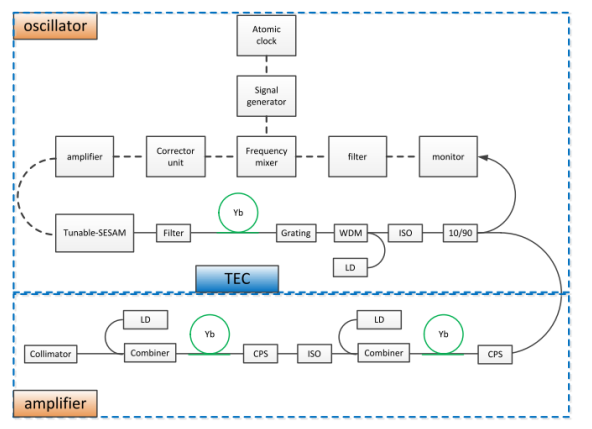 oscillator
Atomic
clock
Signal
generator
amplifier
Corrector
unit
Frequency
mixer
filter
monitor
Yb
Tunable-SESAM
Filter
Grating
WDM
ISO
10/90
LD
TEC
LD
LD
Yb
Yb
Collimator
Combiner
CPS
ISO
Combiner
CPS
amplifier